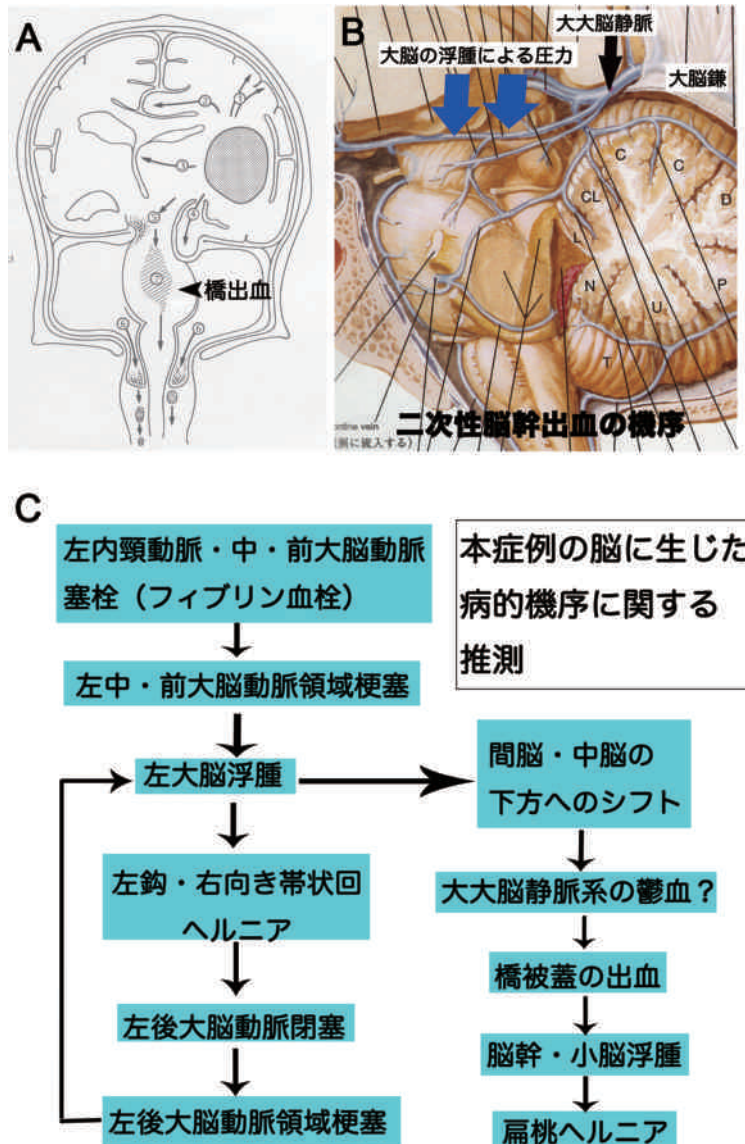 A
橋出血
B
大大脳静脈
大脳の浮腫による圧力
大脳鎌
C
C
CL
D
L
N
P
U
T
ontine vein
二次性脳幹出血の機序
側に流入する)
C
左内頸動脈・中・前大脳動脈
塞栓(フィブリン血栓)
本症例の脳に生じた
病的機序に関する
推測
左中・前大脳動脈領域梗塞
左大脳浮腫
間脳・中脳の
下方へのシフト
左鈎・右向き帯状回
ヘルニア
大大脳静脈系の鬱血?
左後大脳動脈閉塞
橋被蓋の出血
脳幹・小脳浮腫
左後大脳動脈領域梗塞
扁桃ヘルニア